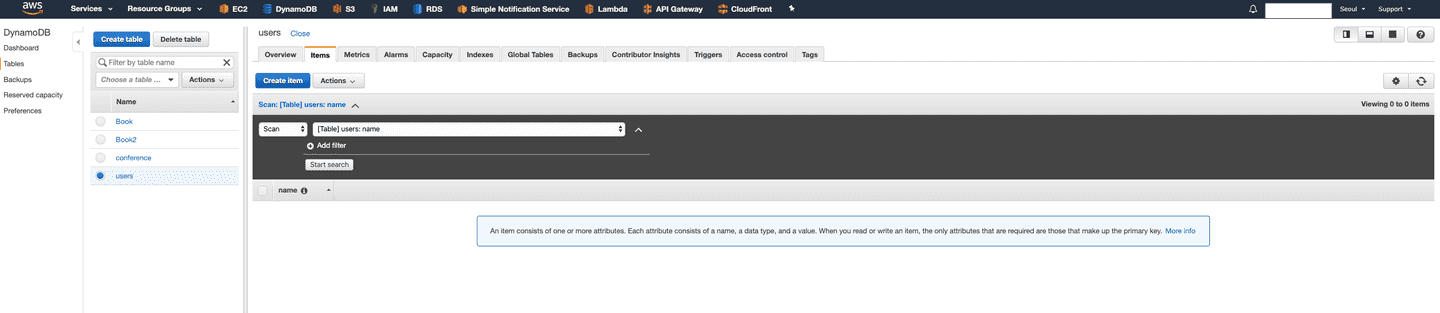 aws Services Resource Groups EC2 DynamoDB S3 IAM RDS Simple Notification Service Lambda API Gateway CloudFront Seoul Support
DynamoDB
Dashboard
Tables
Backups
Reserved capacity
Preferences
Create table Delete table
Filter by table name
Choose a table ... Actions
Name
Book
Book2
conference
users
users Close
Overview Items Metrics Alarms Capacity Indexes Global Tables Backups Contributor Insights Triggers Access control Tags
Create item Actions
Scan: [Table] users: name Viewing 0 to 0 items
Scan [Table] users: name
Add filter
Start search
name
An item consists of one or more attributes. Each attribute consists of a name, a data type, and a value. When you read or write an item, the only attributes that are required are those that make up the primary key. More info